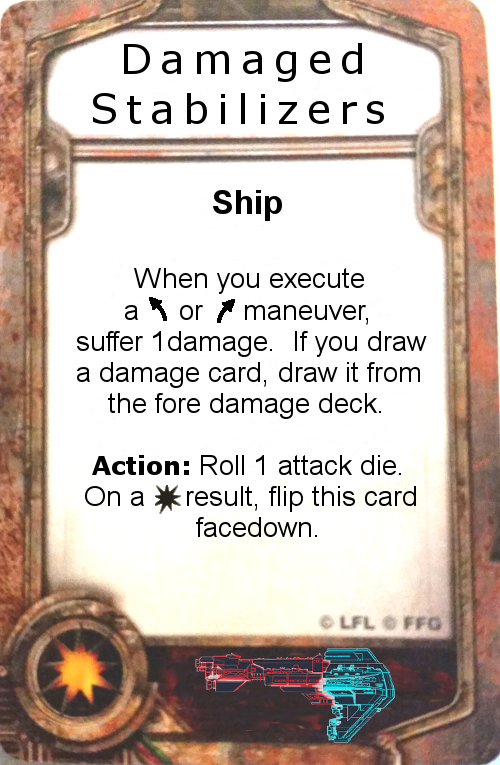 Damaged
Stabilizers
Ship
When you execute
a or maneuver,
suffer 1damage. If you draw
a damage card, draw it from
the fore damage deck.
Action: Roll 1 attack die.
On a result, flip this card
facedown.
© LFL © FFG